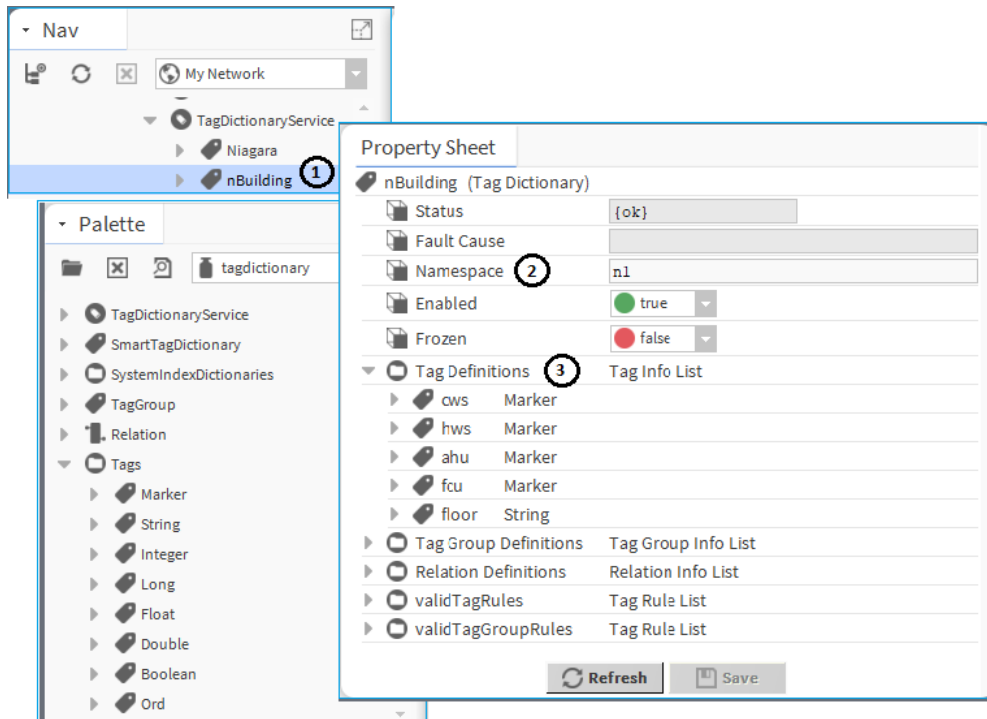 Nav
My Network
TagDictionaryService
Niagara
nBuilding 1
Palette
tagdictionary
TagDictionaryService
SmartTagDictionary
SystemIndexDictionaries
TagGroup
Relation
Tags
Marker
String
Integer
Long
Float
Double
Boolean
Ord
Property Sheet
nBuilding (Tag Dictionary)
Status {ok}
Fault Cause
Namespace 2 n1
Enabled true
Frozen false
Tag Definitions 3 Tag Info List
cws Marker
hws Marker
ahu Marker
fcu Marker
floor String
Tag Group Definitions Tag Group Info List
Relation Definitions Relation Info List
validTagRules Tag Rule List
validTagGroupRules Tag Rule List
Refresh Save